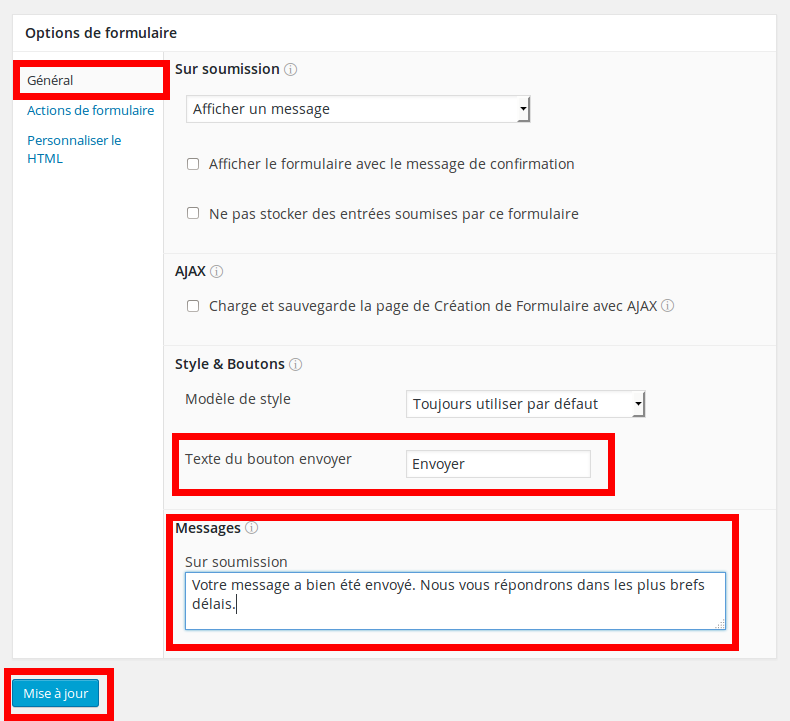 Options de formulaire
Général
Actions de formulaire
Personnaliser le
HTML
Sur soumission
Afficher un message
Afficher le formulaire avec le message de confirmation
Ne pas stocker des entrées soumises par ce formulaire
AJAX
Charge et sauvegarde la page de Création de Formulaire avec AJAX
Style & Boutons
Modèle de style
Toujours utiliser par défaut
Texte du bouton envoyer
Envoyer
Messages
Sur soumission
Votre message a bien été envoyé. Nous vous répondrons dans les plus brefs
délais.
Mise à jour